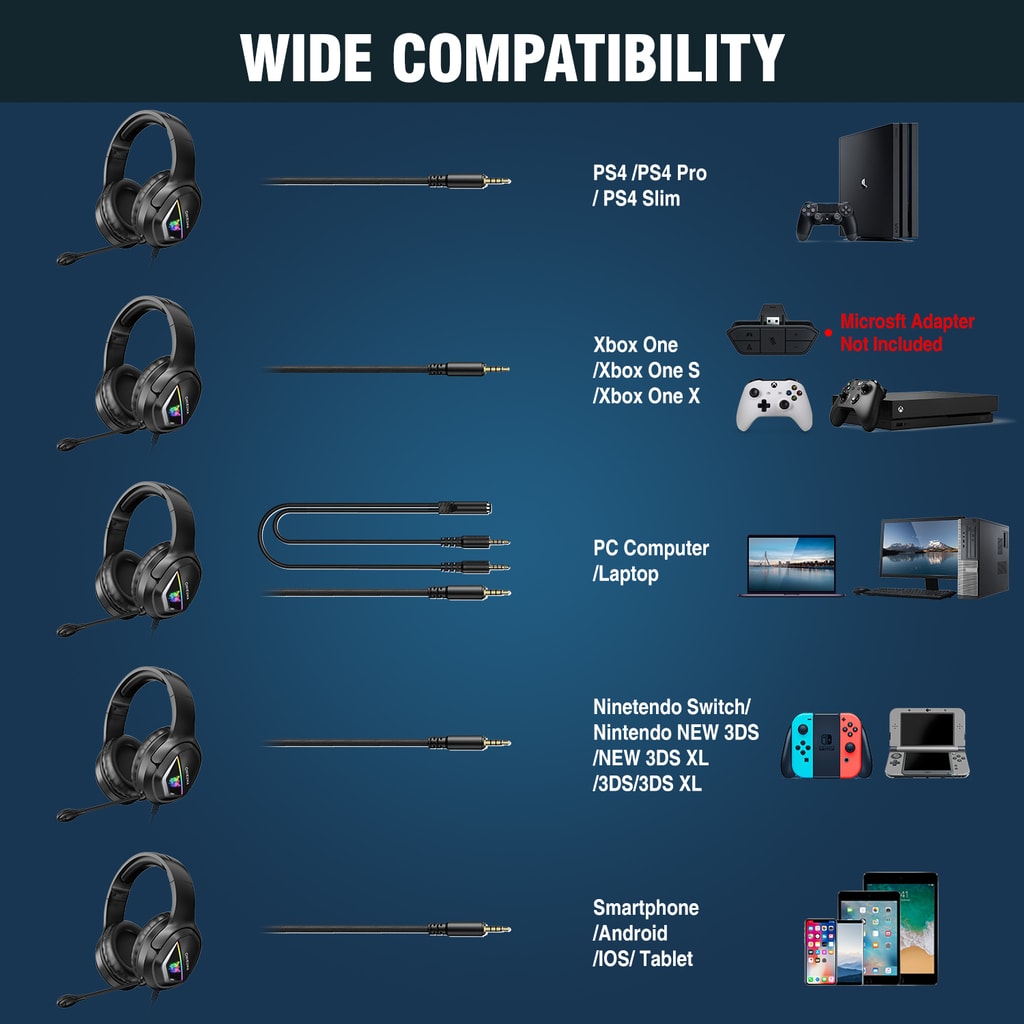 WIDE COMPATIBILITY
PS4 /PS4 Pro
/ PS4 Slim
Xbox One
/Xbox One S
/Xbox One X
Microsft Adapter
Not Included
PC Computer
/Laptop
Ninetendo Switch/
Nintendo NEW 3DS
/NEW 3DS XL
/3DS/3DS XL
SWITCH
Smartphone
/Android
/IOS/ Tablet